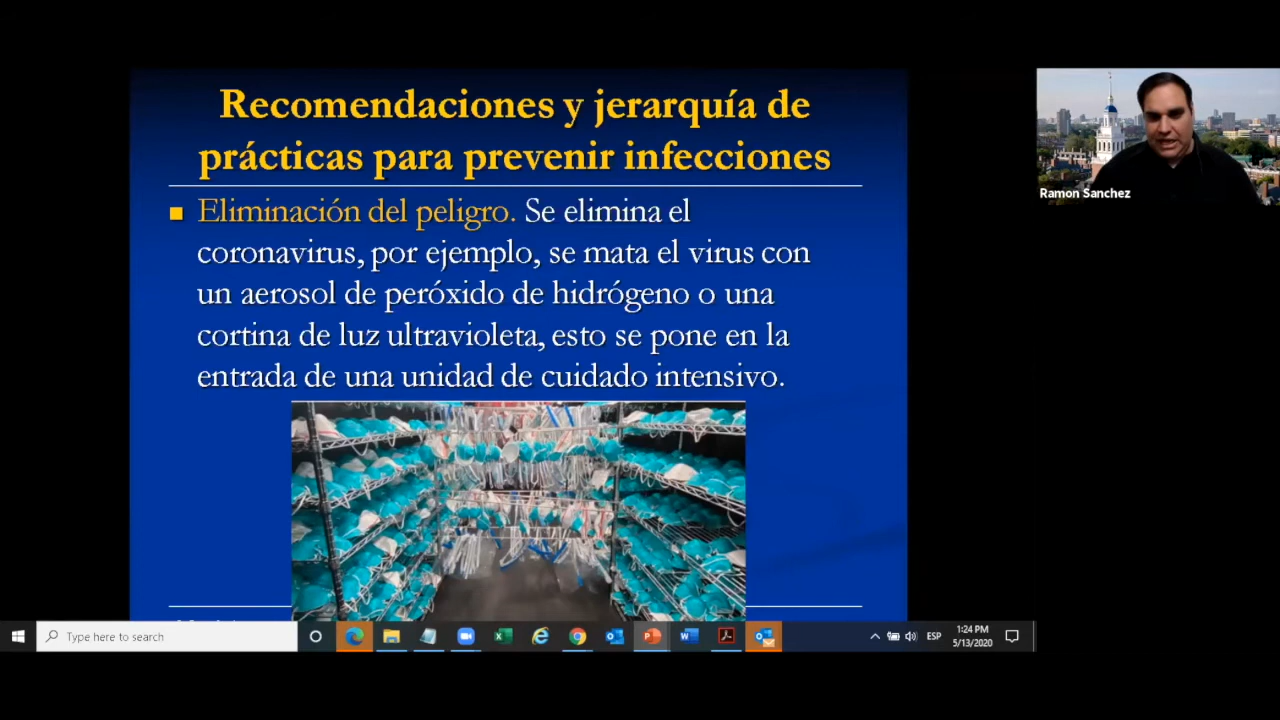 Recomendaciones y jerarquía de
prácticas para prevenir infecciones
Eliminación del peligro. Se elimina el
coronavirus, por ejemplo, se mata el virus con
un aerosol de peróxido de hidrógeno o una
cortina de luz ultravioleta, esto se pone en la
entrada de una unidad de cuidado intensivo.
Ramon Sanchez
Type here to search
ESP
1:24 PM
5/13/2020